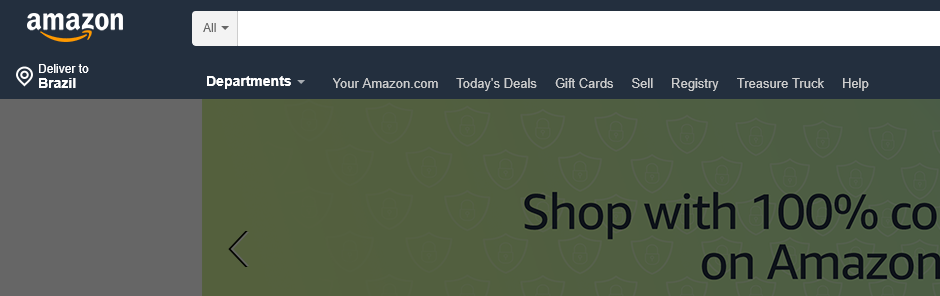 amazon
All
Deliver to
Brazil
Departments Your Amazon.com Today's Deals Gift Cards Sell Registry Treasure Truck Help
Shop with 100% co
on Amazon